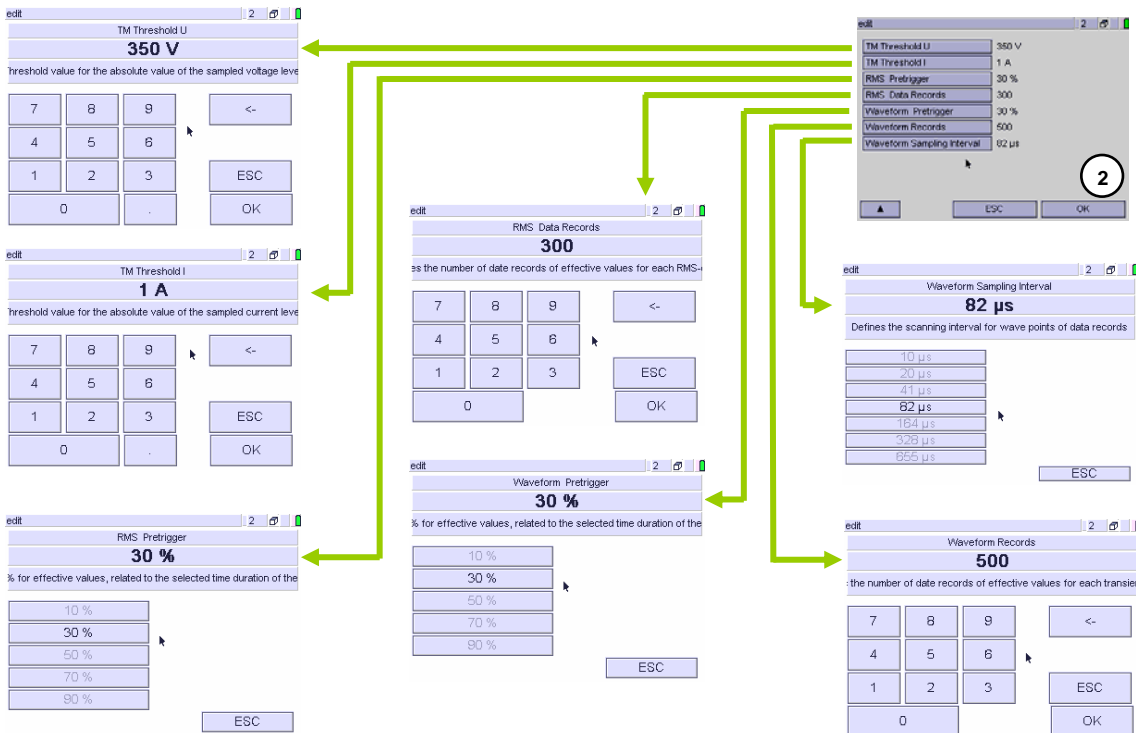 edit 2
TM Threshold U
350 V
hreshold value for the absolute value of the sampled voltage leve
7 8 9 <-
4 5 6
1 2 3 ESC
0 . OK
edit 2
TM Threshold I
1 A
hreshold value for the absolute value of the sampled current leve
7 8 9 <-
4 5 6
1 2 3 ESC
0 . OK
edit 2
RMS Pretrigger
30 %
% for effective values, related to the selected time duration of the
10 %
30 %
50 %
70 %
90 %
ESC
edit 2
RMS Data Records
300
es the number of date records of effective values for each RMS-
7 8 9 <-
4 5 6
1 2 3 ESC
0 OK
edit 2
Waveform Pretrigger
30 %
% for effective values, related to the selected time duration of the
10 %
30 %
50 %
70 %
90 %
ESC
edit 2
TM Threshold U 350 V
TM Threshold I 1 A
RMS Pretrigger 30 %
RMS Data Records 300
Waveform Pretrigger 30 %
Waveform Records 500
Waveform Sampling Interval 82 µs
2
▲ ESC OK
edit 2
Waveform Sampling Interval
82 µs
Defines the scanning interval for wave points of data records
10 µs
20 µs
41 µs
82 µs
164 µs
328 µs
655 µs
ESC
edit 2
Waveform Records
500
the number of date records of effective values for each transie
7 8 9 <-
4 5 6
1 2 3 ESC
0 OK